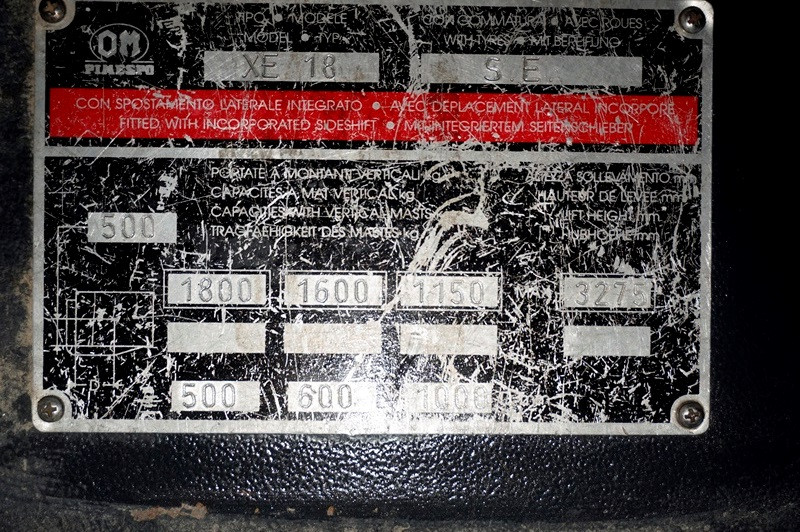 OM
PIMESPO
TIPO • MODELE
MODEL • TYP
XE 18
CON GOMMATURA • AVEC ROUES
WITH TYRES • MIT BEREIFUNG
S E
CON SPOSTAMENTO LATERALE INTEGRATO • AVEC DEPLACEMENT LATERAL INCORPORE
FITTED WITH INCORPORATED SIDESHIFT • MIT INTEGRIERTEM SEITENSCHIEBER
PORTATE A MONTANTI VERTICALI kg
CAPACITES A MAT VERTICAL kg
CAPACITIES WITH VERTICAL MASTS kg
TRAGFAEHIGKEIT DES MASTES kg
ALTEZZA SOLLEVAMENTO mm
HAUTEUR DE LEVEE mm
LIFT HEIGHT mm
HUBHOEHE mm
500
1800 1600 1150 3275
500 600 1000